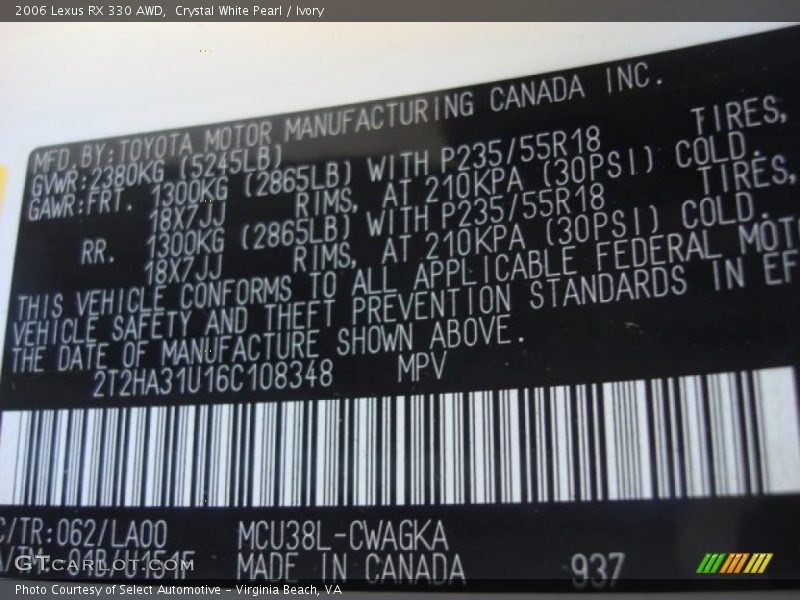 2006 Lexus RX 330 AWD,  Crystal White Pearl / Ivory
MFD.BY:TOYOTA MOTOR MANUFACTURING CANADA INC.
GVWR:2380KG (5245LB)
GAWR:FRT. 1300KG (2865LB) WITH P235/55R18 TIRES,
18X7JJ RIMS, AT 210KPA (30PSI) COLD.
RR. 1300KG (2865LB) WITH P235/55R18 TIRES,
18X7JJ RIMS, AT 210KPA (30PSI) COLD.
THIS VEHICLE CONFORMS TO ALL APPLICABLE FEDERAL MOT
VEHICLE SAFETY AND THEFT PREVENTION STANDARDS IN EF
THE DATE OF MANUFACTURE SHOWN ABOVE.
2T2HA31U16C108348 MPV
C/TR:062/LA00 MCU38L-CWAGKA
A/TM:01B/U151F MADE IN CANADA 937
GTcarlot.com
Photo Courtesy of Select Automotive – Virginia Beach, VA